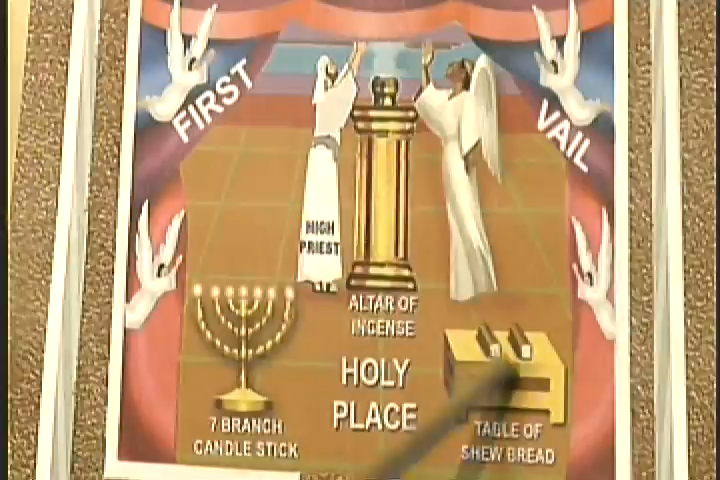 FIRST
VAIL
HIGH
PRIEST
ALTAR OF
INCENSE
HOLY
PLACE
7 BRANCH
CANDLE STICK
TABLE OF
SHEW BREAD